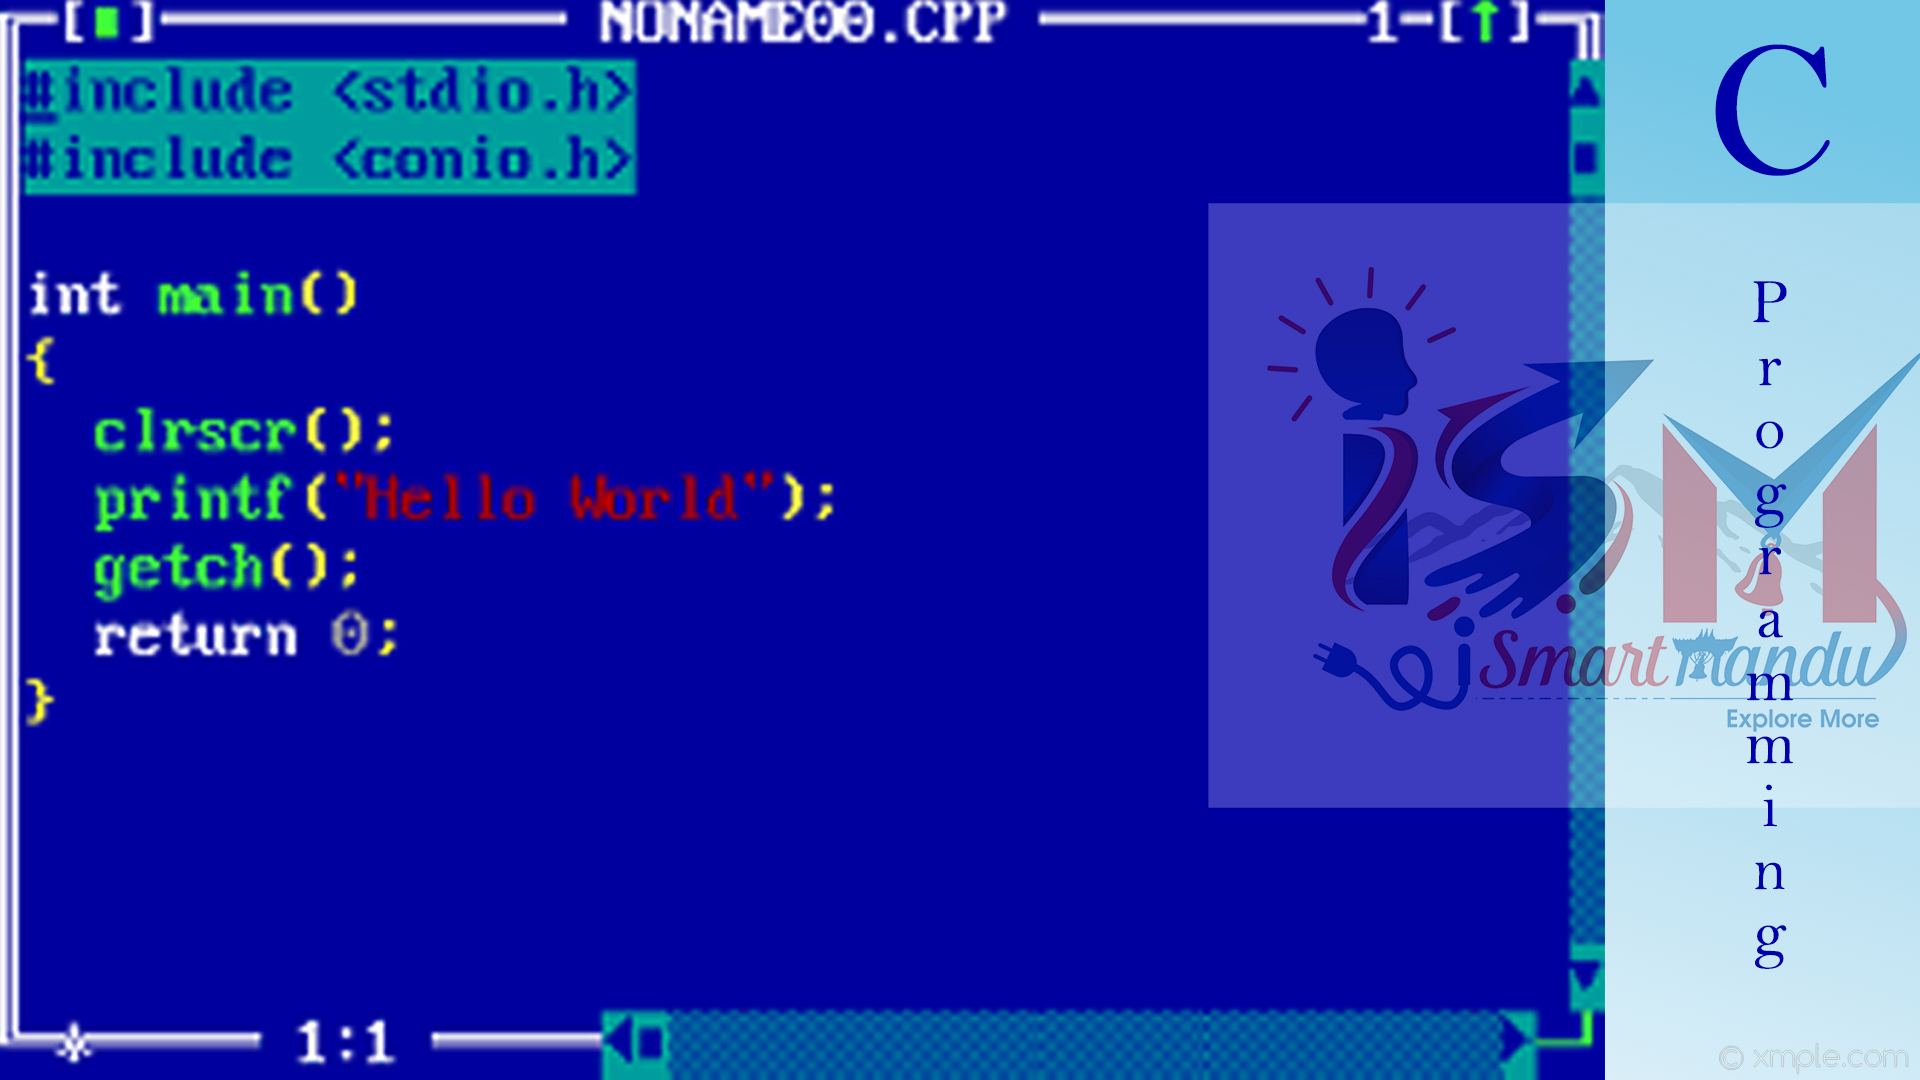 [■] NONAME00.CPP 1-[↑]
#include <stdio.h>
#include <conio.h>
int main()
{
clrscr();
printf("Hello World");
getch();
return 0;
}
1:1
C
Programming
iSM
iSmartMandu
Explore More
© xmple.com